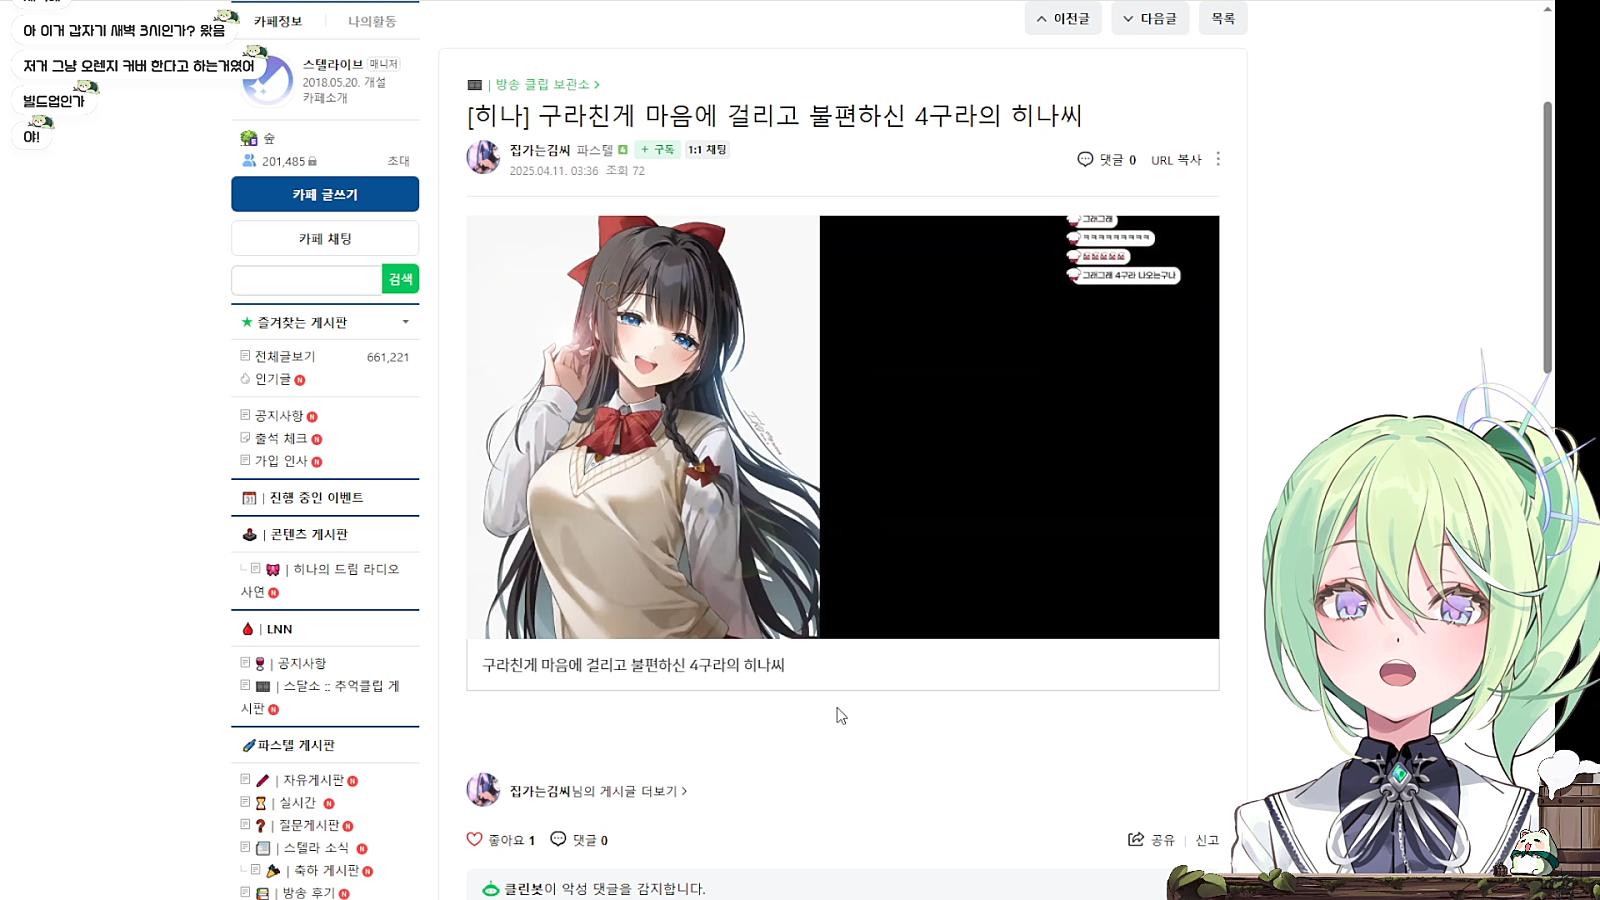 아 이거 갑자기 새벽 3시인가? 왔음
저거 그냥 오렌지 커버 한다고 하는거였어
빌드업인가
야!
카페정보
나의활동
스텔라이브 매니저
2018.05.20. 개설
카페소개
숲
201,485
초대
카페 글쓰기
카페 채팅
검색
즐겨찾는 게시판
전체글보기 661,221
인기글 N
공지사항 N
출석 체크 N
가입 인사 N
| 진행 중인 이벤트
| 콘텐츠 게시판
| 히나의 드림 라디오
사연 N
| LNN
| 공지사항
| 스달소 :: 추억클립 게
시판 N
파스텔 게시판
| 자유게시판 N
| 실시간 N
| 질문게시판 N
| 스텔라 소식 N
| 축하 게시판 N
| 방송 후기 N
이전글
다음글
목록
| 방송 클립 보관소 >
[히나] 구라친게 마음에 걸리고 불편하신 4구라의 히나씨
집가는김씨 파스텔 4 + 구독 1:1 채팅
2025.04.11. 03:36 조회 72
댓글 0 URL 복사
그래그래
ㅋㅋㅋㅋㅋㅋㅋㅋㅋ
그래그래 4구라 나오는구나
구라친게 마음에 걸리고 불편하신 4구라의 히나씨
집가는김씨님의 게시글 더보기 >
좋아요 1 댓글 0
공유 신고
클린봇이 악성 댓글을 감지합니다.